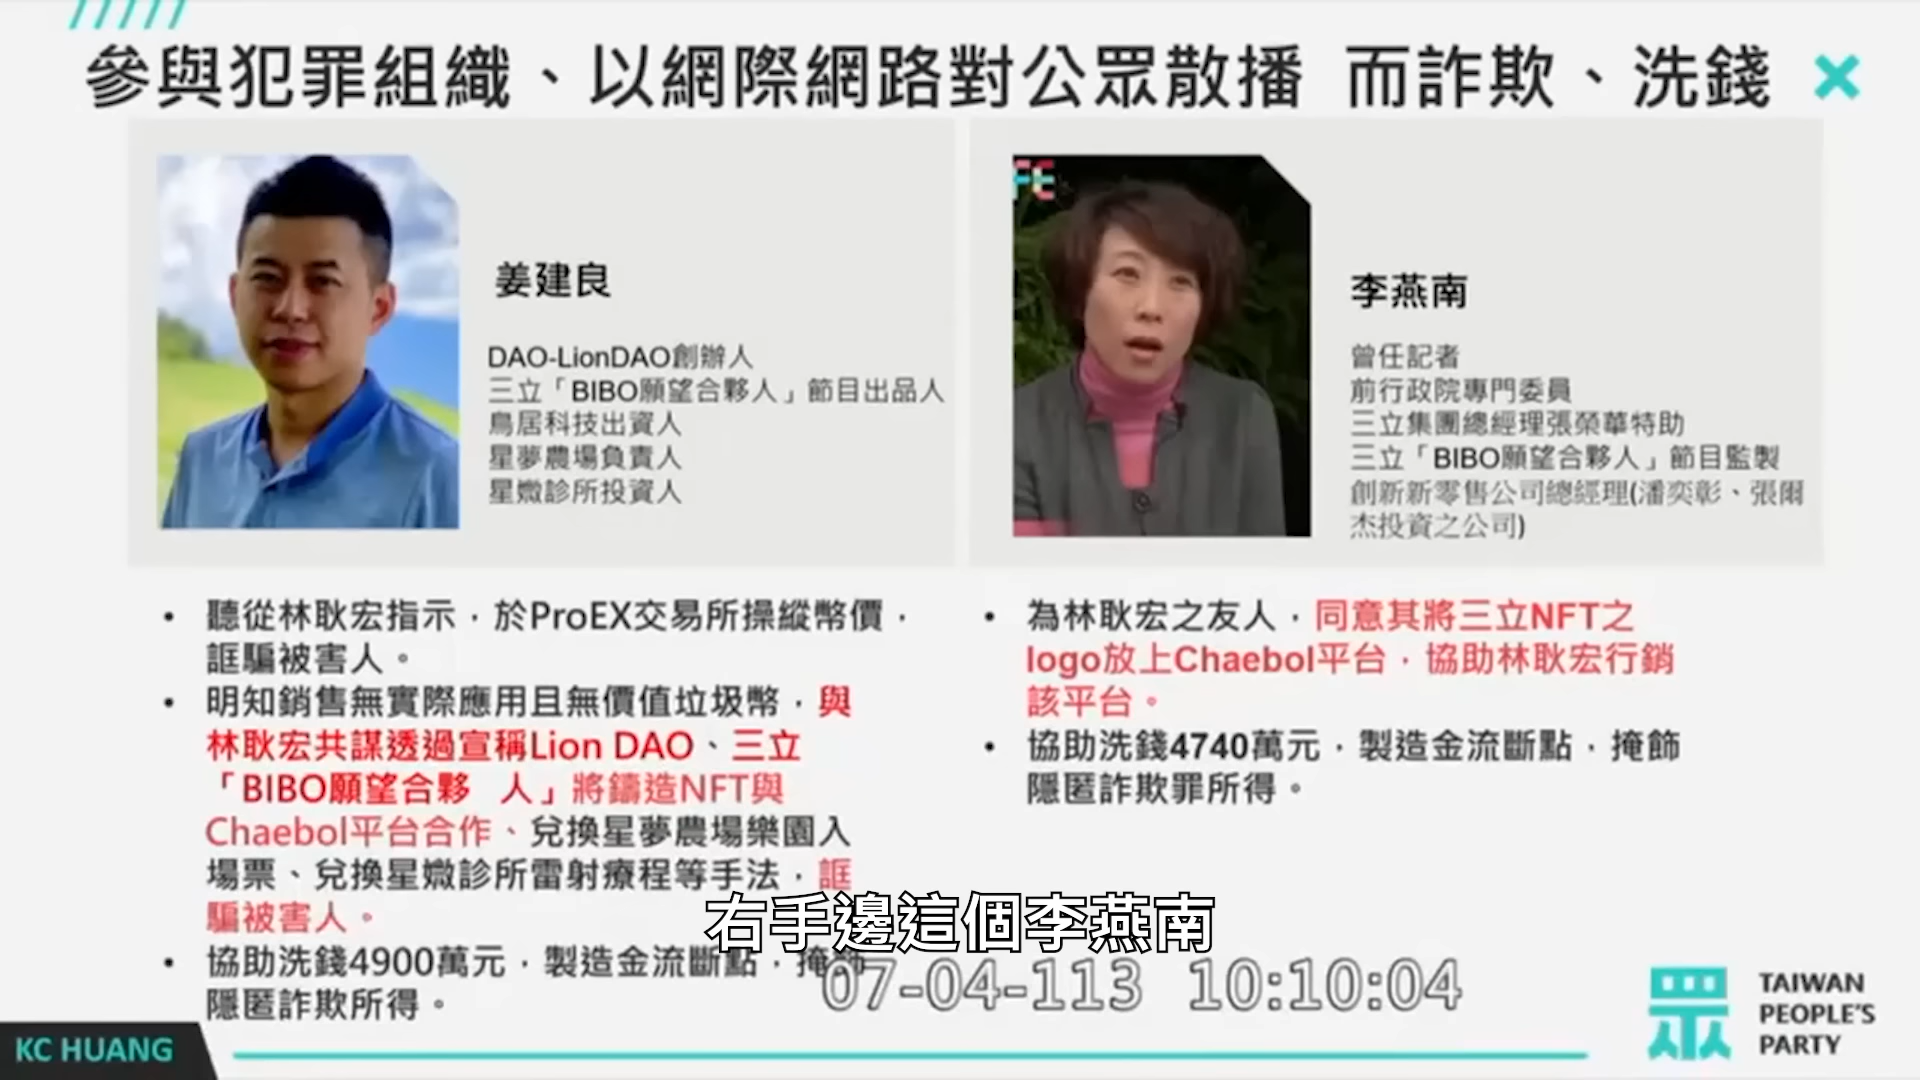 參與犯罪組織、以網際網路對公眾散播 而詐欺、洗錢
姜建良
DAO-LionDAO創辦人
三立「BIBO願望合夥人」節目出品人
鳥居科技出資人
星夢農場負責人
星媺診所投資人
李燕南
曾任記者
前行政院專門委員
三立集團總經理張榮華特助
三立「BIBO願望合夥人」節目監製
創新新零售公司總經理(潘奕彰、張爾
杰投資之公司)
• 聽從林耿宏指示，於ProEX交易所操縱幣價，
誆騙被害人。
• 明知銷售無實際應用且無價值垃圾幣，與
林耿宏共謀透過宣稱Lion DAO、三立
「BIBO願望合夥 人」將鑄造NFT與
Chaebol平台合作、兌換星夢農場樂園入
場票、兌換星媺診所雷射療程等手法，誆
騙被害人。
• 協助洗錢4900萬元，製造金流斷點，掩飾
隱匿詐欺所得。
• 為林耿宏之友人，同意其將三立NFT之
logo放上Chaebol平台，協助林耿宏行銷
該平台。
• 協助洗錢4740萬元，製造金流斷點，掩飾
隱匿詐欺罪所得。
右手邊這個李燕南
07-04-113 10:10:04
KC HUANG
眾
TAIWAN
PEOPLE'S
PARTY